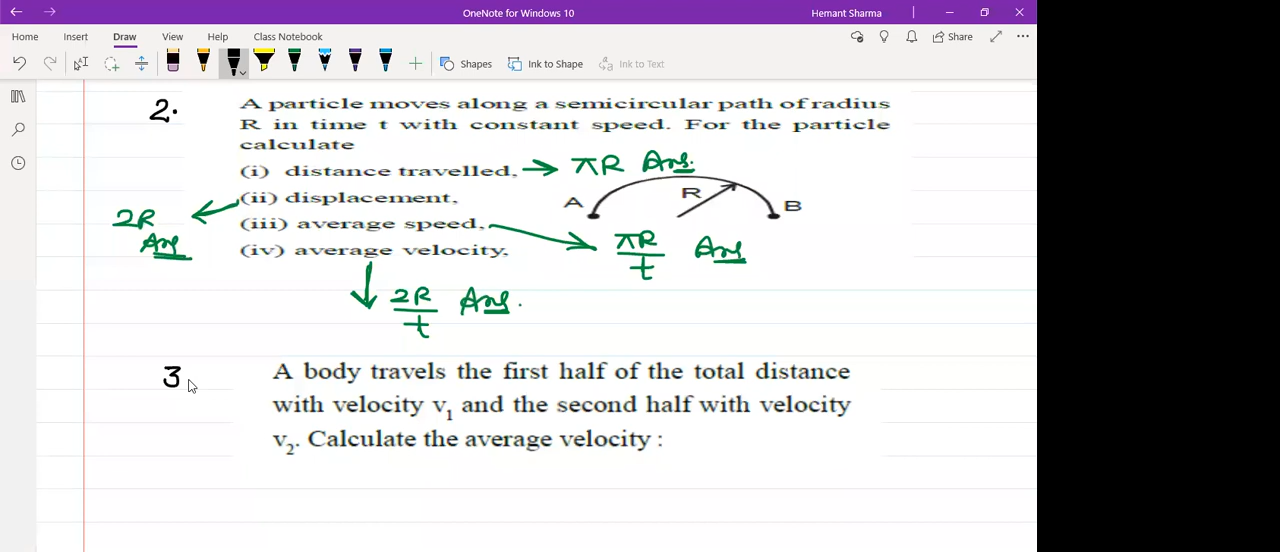 OneNote for Windows 10
Hemant Sharma
Home Insert Draw View Help Class Notebook
Share
Shapes Ink to Shape Ink to Text
2.
A particle moves along a semicircular path of radius
R in time t with constant speed. For the particle
calculate
(i) distance travelled, → πR Ans.
(ii) displacement,
2R
Ans
(iii) average speed,
πR/t Ans
(iv) average velocity,
2R/t Ans.
A R B
3
A body travels the first half of the total distance
with velocity v₁ and the second half with velocity
v₂. Calculate the average velocity :